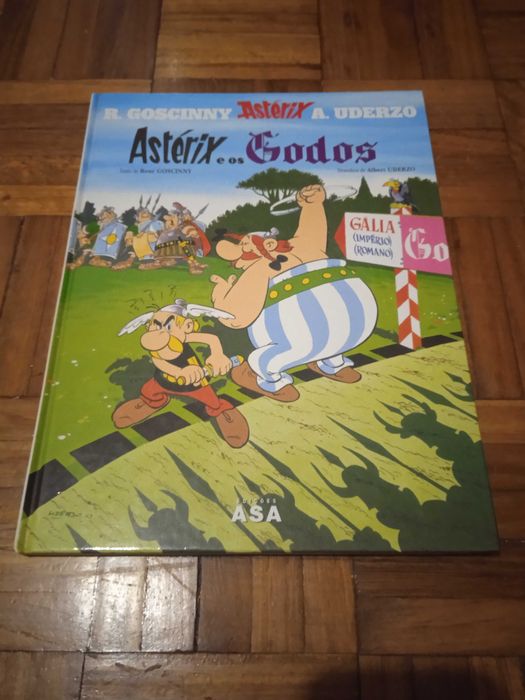 R. GOSCINNY Astérix A. UDERZO
Astérix e os Godos
Texto de René GOSCINNY
Desenhos de Albert UDERZO
GÁLIA
(IMPÉRIO)
(ROMANO)
Go
EDIÇÕES
ASA